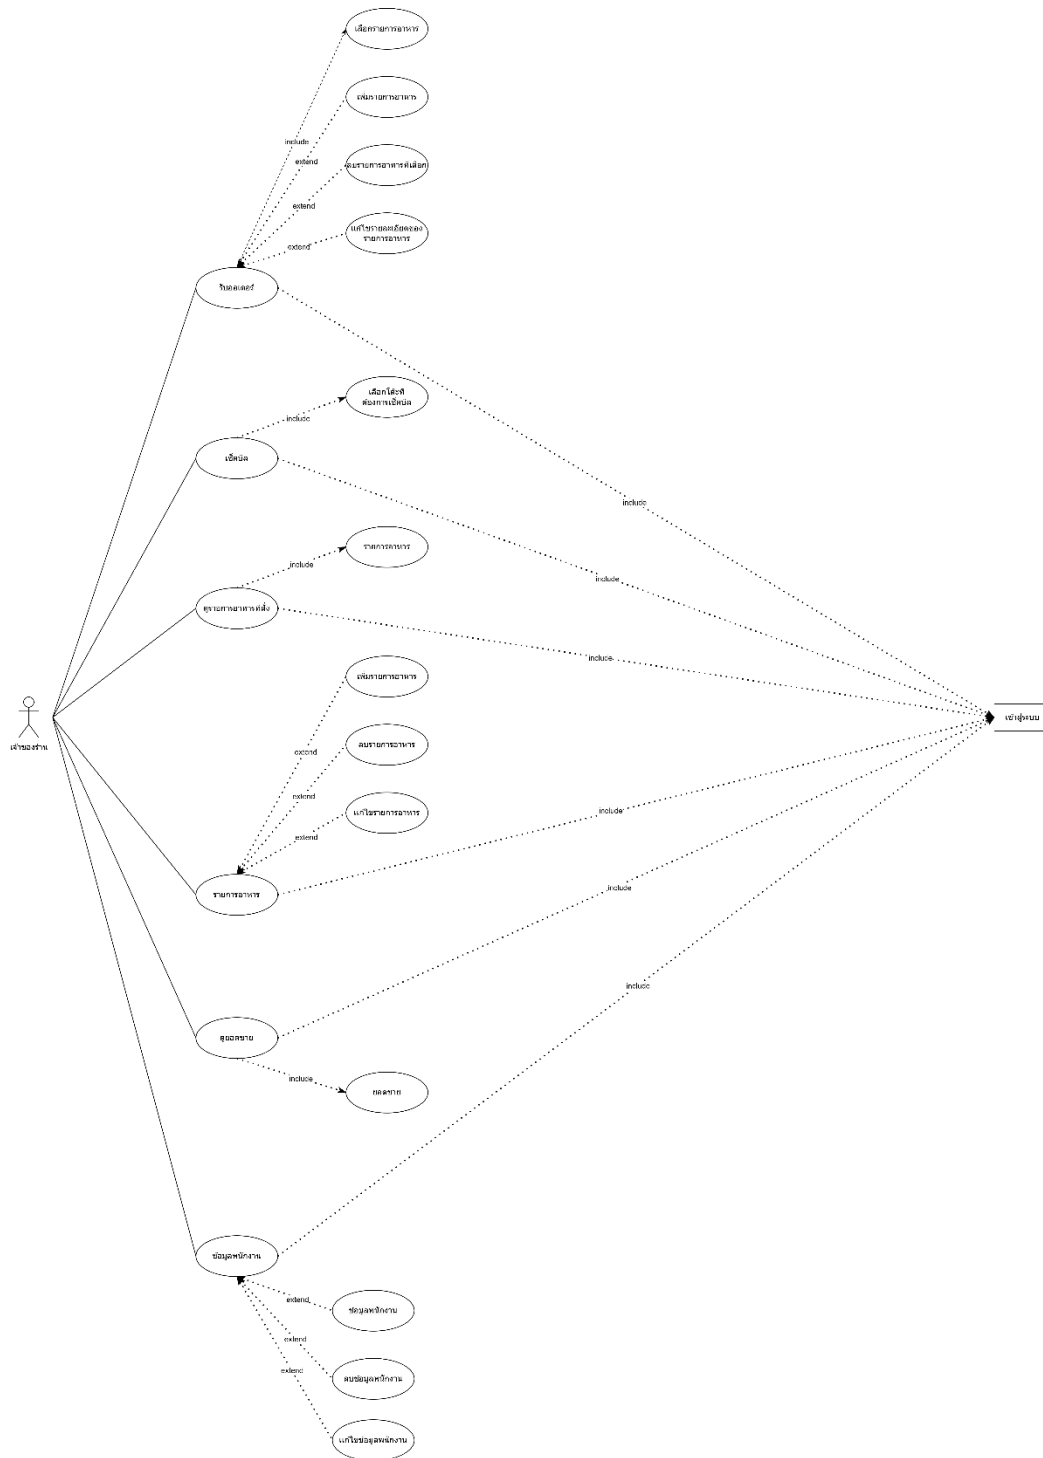 เลือกรายการอาหาร
เพิ่มรายการอาหาร
include
extend
ลบรายการอาหารที่เลือก
extend
แก้ไขรายละเอียดของ
รายการอาหาร
extend
รับออเดอร์
เลือกโต๊ะที่
ต้องการเช็คบิล
include
เช็คบิล
include
รายการอาหาร
include
include
ดูรายการอาหารที่สั่ง
include
เพิ่มรายการอาหาร
เจ้าของร้าน
เข้าสู่ระบบ
extend
ลบรายการอาหาร
extend
แก้ไขรายการอาหาร
include
extend
รายการอาหาร
include
include
ดูยอดขาย
include
ยอดขาย
ข้อมูลพนักงาน
extend
ข้อมูลพนักงาน
extend
extend
ลบข้อมูลพนักงาน
แก้ไขข้อมูลพนักงาน